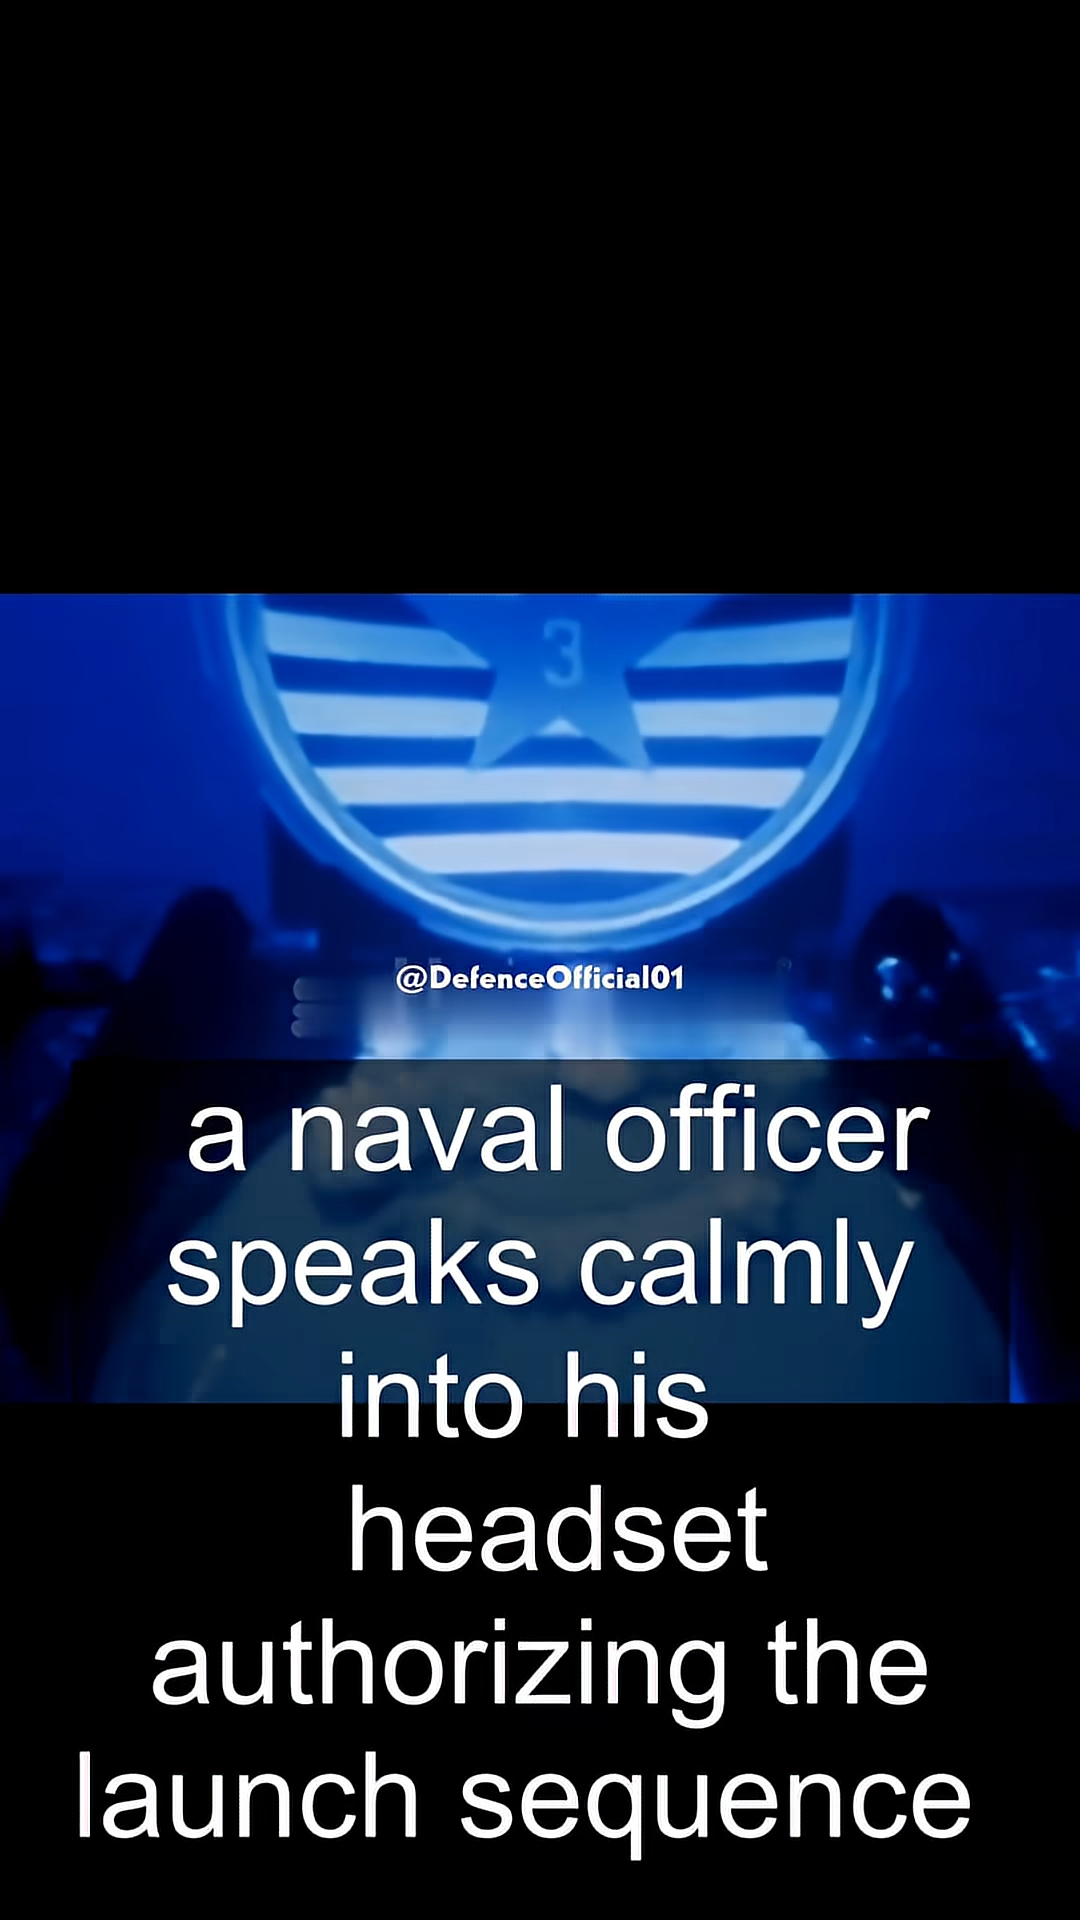 3
@DefenceOfficial01
a naval officer
speaks calmly
into his
headset
authorizing the
launch sequence